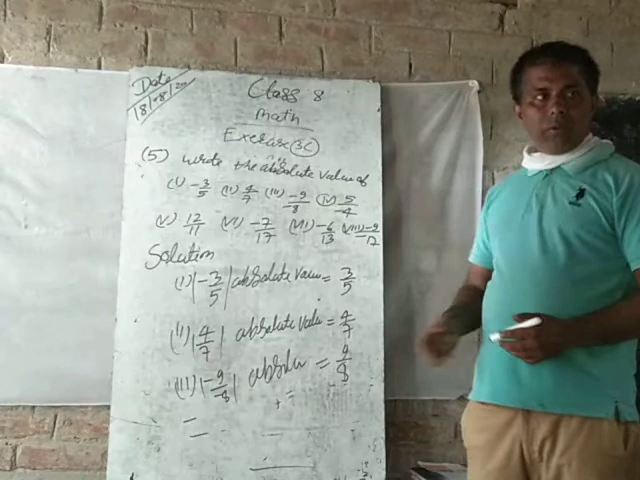 Date
18/08/20
Class 8
Math
Exercise (3C)
(5) write the absolute value of
(i) -3/5 (ii) 4/7 (iii) -9/8 (iv) 5/-4
(v) 12/11 (vi) -7/17 (vii) -6/13 (viii) -9/-12
Solution
(i) |-3/5| absolute value = 3/5
(ii) |4/7| absolute value = 4/7
(iii) |-9/8| absolu = 9/8